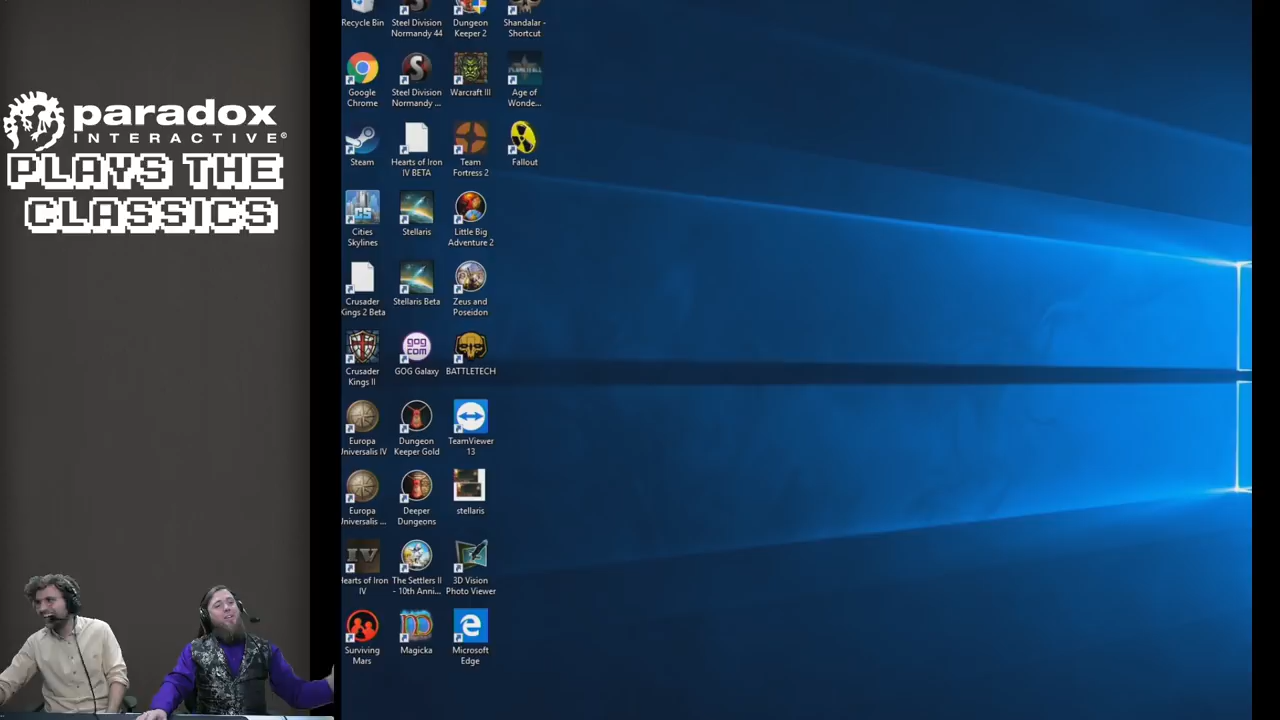 paradox
INTERACTIVE®
PLAYS THE
CLASSICS
Recycle Bin
Steel Division
Normandy 44
Dungeon
Keeper 2
Shandalar -
Shortcut
Google
Chrome
Steel Division
Normandy ...
Warcraft III
Age of
Wonde...
Steam
Hearts of Iron
IV BETA
Team
Fortress 2
Fallout
CS
Cities
Skylines
Stellaris
Little Big
Adventure 2
Crusader
Kings 2 Beta
Stellaris Beta
Zeus and
Poseidon
Crusader
Kings II
gog
com
GOG Galaxy
BATTLETECH
Europa
Universalis IV
Dungeon
Keeper Gold
TeamViewer
13
Europa
Universalis ...
Deeper
Dungeons
stellaris
IV
Hearts of Iron
IV
The Settlers II
- 10th Anni...
3D Vision
Photo Viewer
Surviving
Mars
Magicka
Microsoft
Edge